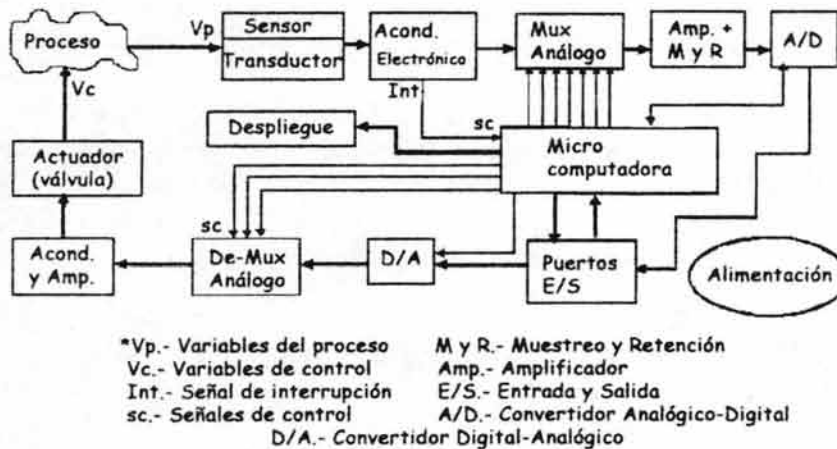 Proceso
Vp
Sensor
Transductor
Acond.
Electrónico
Mux
Análogo
Amp. +
M y R
A/D
Vc
Int.
sc
Despliegue
Micro
computadora
Actuador
(válvula)
sc
Acond.
y Amp.
De-Mux
Análogo
D/A
Puertos
E/S
Alimentación
*Vp.- Variables del proceso
M y R.- Muestreo y Retención
Vc.- Variables de control
Amp.- Amplificador
Int.- Señal de interrupción
E/S.- Entrada y Salida
sc.- Señales de control
A/D.- Convertidor Analógico-Digital
D/A.- Convertidor Digital-Analógico